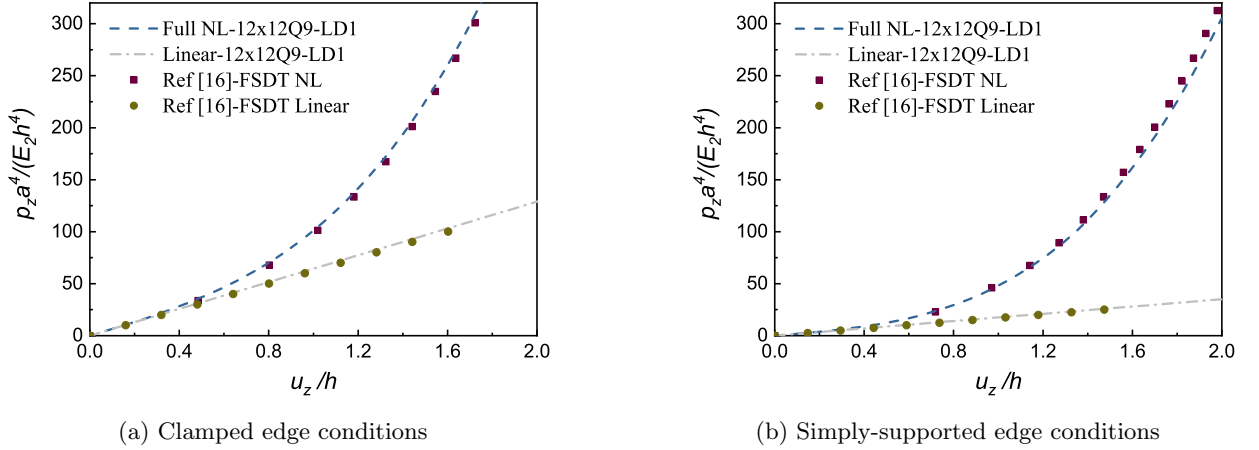 300
250
200
150
100
50
0
p_z a^4/(E_2h^4)
Full NL-12x12Q9-LD1
Linear-12x12Q9-LD1
Ref [16]-FSDT NL
Ref [16]-FSDT Linear
0.0 0.4 0.8 1.2 1.6 2.0
u_z /h
(a) Clamped edge conditions
300
250
200
150
100
50
0
p_z a^4/(E_2h^4)
Full NL-12x12Q9-LD1
Linear-12x12Q9-LD1
Ref [16]-FSDT NL
Ref [16]-FSDT Linear
0.0 0.4 0.8 1.2 1.6 2.0
u_z /h
(b) Simply-supported edge conditions